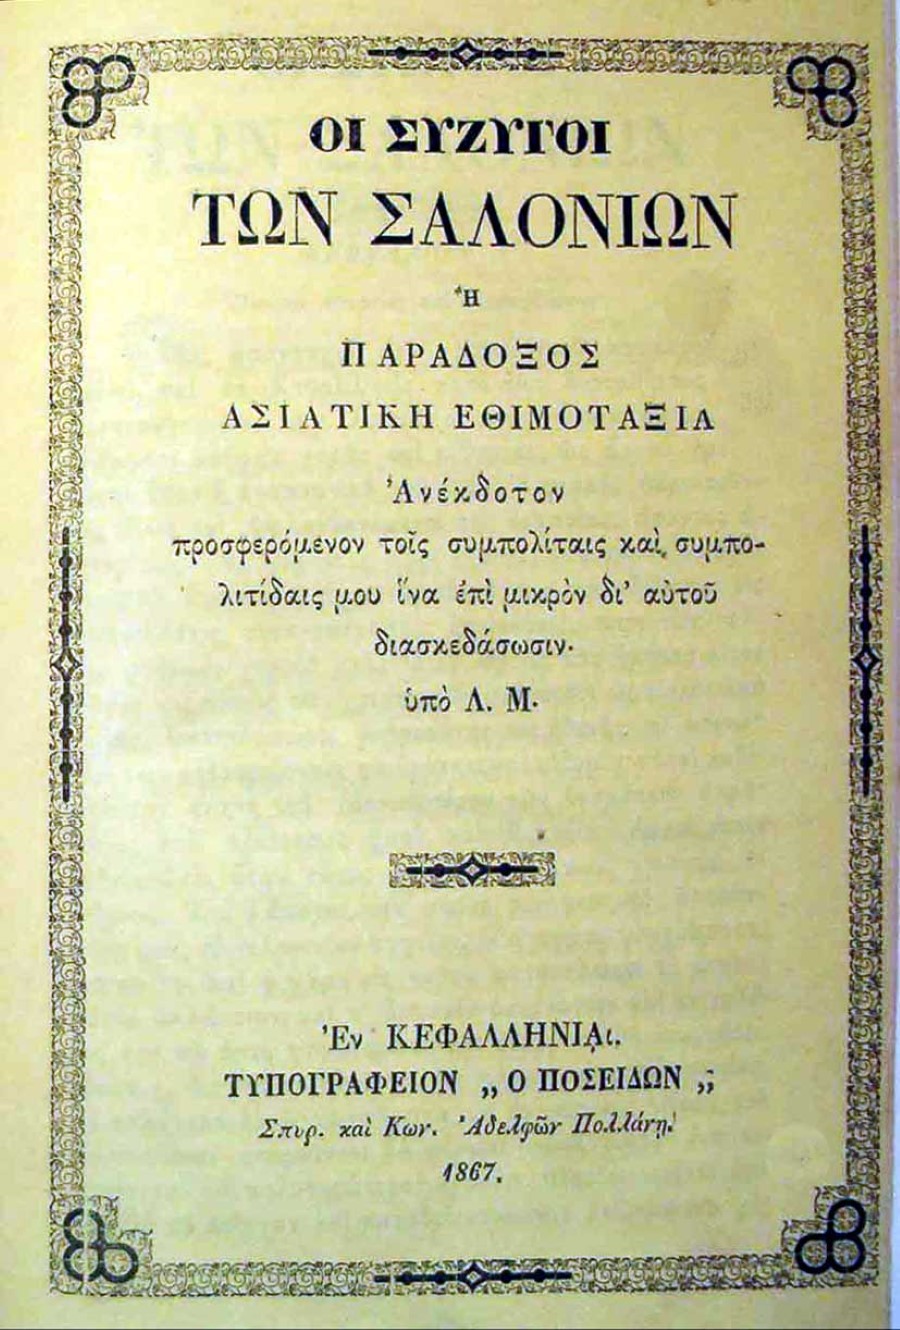 ΟΙ ΣΥΖΥΓΟΙ
ΤΩΝ ΣΑΛΟΝΙΩΝ
Ἢ
ΠΑΡΑΔΟΞΟΣ
ΑΣΙΑΤΙΚΗ ΕΘΙΜΟΤΑΞΙΑ
Ἀνέκδοτον
προσφερόμενον τοῖς συμπολίταις καὶ συμπο-
λιτίδαις μου ἵνα ἐπὶ μικρὸν δι’ αὐτοῦ
διασκεδάσωσιν·
ὑπὸ Λ. Μ·
Ἐν ΚΕΦΑΛΛΗΝΙΑι.
ΤΥΠΟΓΡΑΦΕΙΟΝ „ Ο ΠΟΣΕΙΔΩΝ „
Σπυρ. καὶ Κων. Ἀδελφῶν Πολλάνη.
1867.